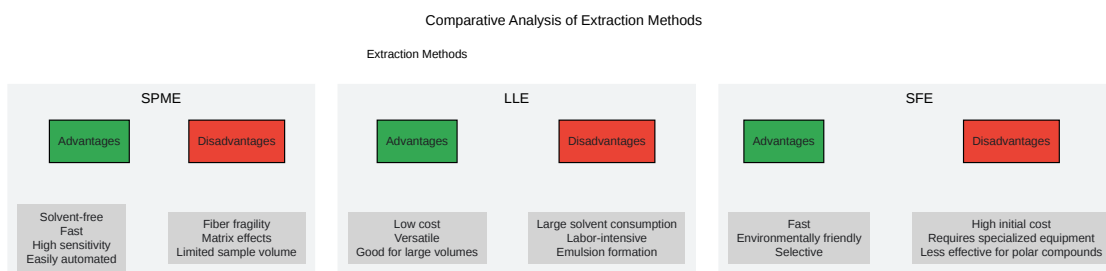 Comparative Analysis of Extraction Methods
Extraction Methods
SPME
Advantages
Disadvantages
Solvent-free
Fast
High sensitivity
Easily automated
Fiber fragility
Matrix effects
Limited sample volume
LLE
Advantages
Disadvantages
Low cost
Versatile
Good for large volumes
Large solvent consumption
Labor-intensive
Emulsion formation
SFE
Advantages
Disadvantages
Fast
Environmentally friendly
Selective
High initial cost
Requires specialized equipment
Less effective for polar compounds